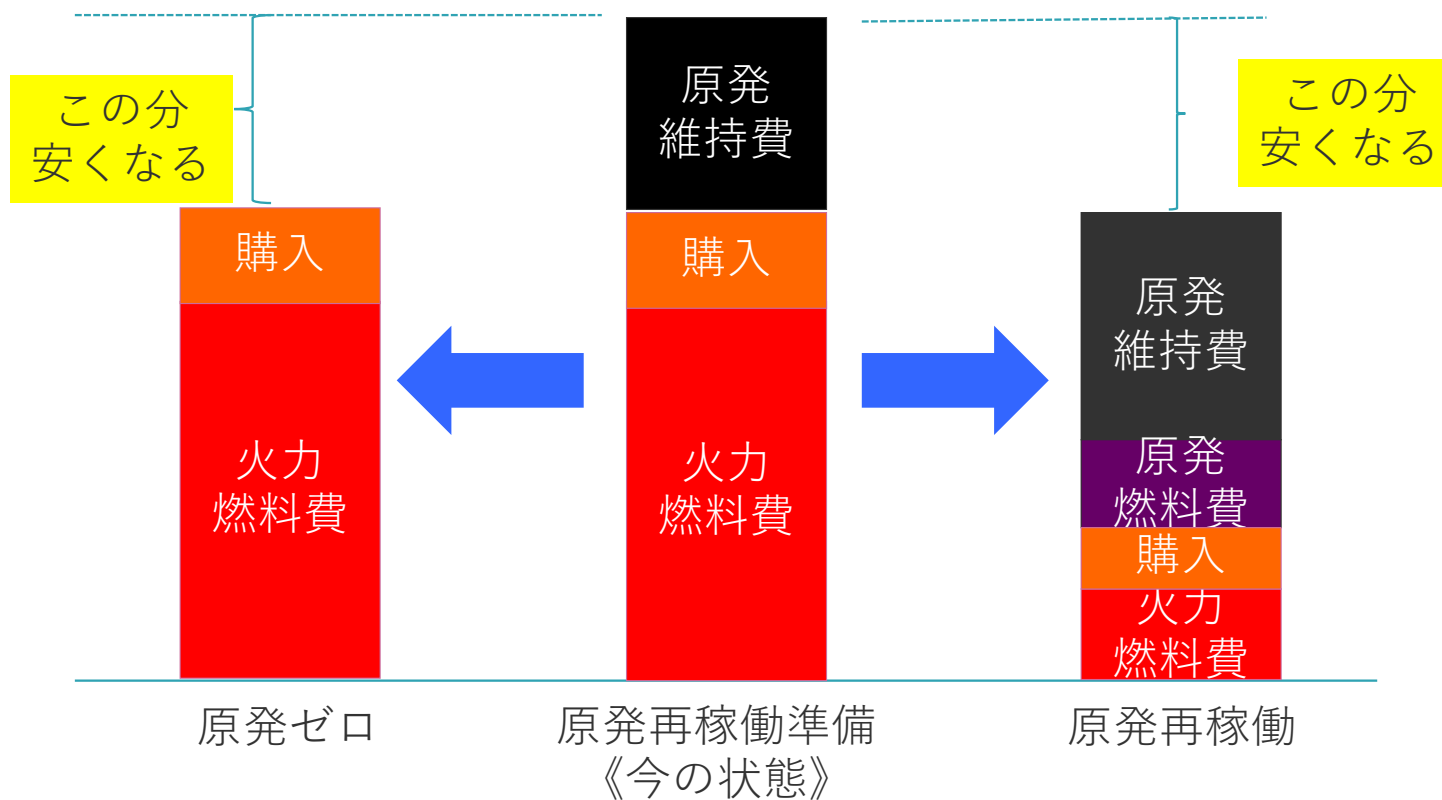 この分
安くなる
購入
火力
燃料費
原発ゼロ
原発
維持費
購入
火力
燃料費
原発再稼働準備
《今の状態》
この分
安くなる
原発
維持費
原発
燃料費
購入
火力
燃料費
原発再稼働